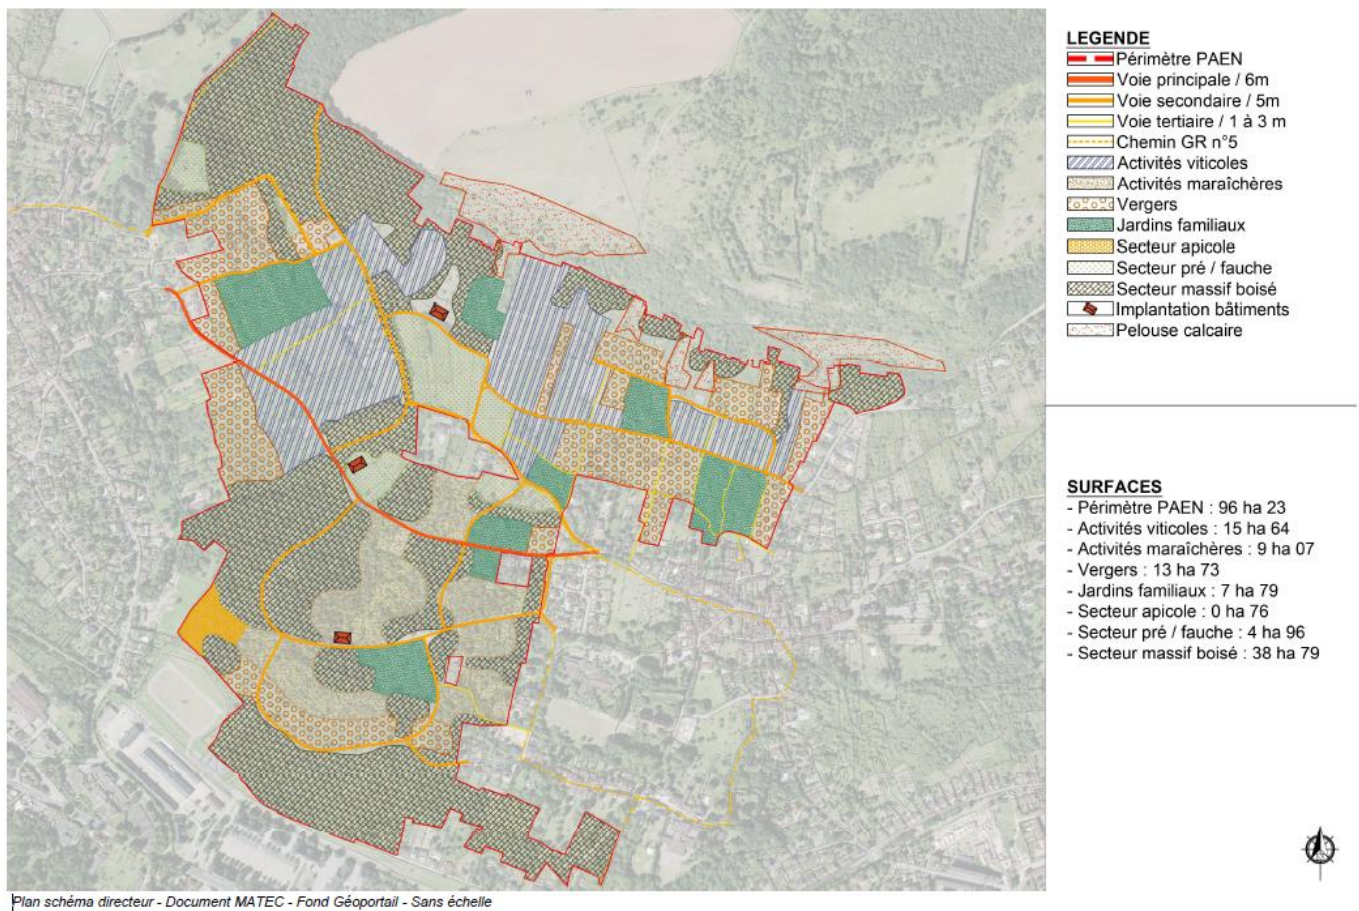 LEGENDE
Périmètre PAEN
Voie principale / 6m
Voie secondaire / 5m
Voie tertiaire / 1 à 3 m
Chemin GR n°5
Activités viticoles
Activités maraîchères
Vergers
Jardins familiaux
Secteur apicole
Secteur pré / fauche
Secteur massif boisé
Implantation bâtiments
Pelouse calcaire
SURFACES
- Périmètre PAEN : 96 ha 23
- Activités viticoles : 15 ha 64
- Activités maraîchères : 9 ha 07
- Vergers : 13 ha 73
- Jardins familiaux : 7 ha 79
- Secteur apicole : 0 ha 76
- Secteur pré / fauche : 4 ha 96
- Secteur massif boisé : 38 ha 79
Plan schéma directeur - Document MATEC - Fond Géoportail - Sans échelle